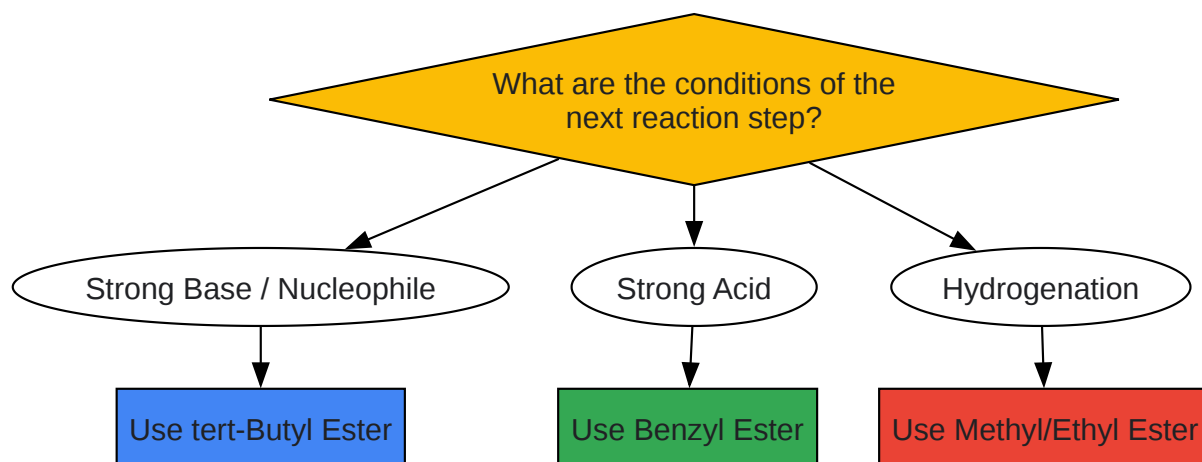 What are the conditions of the
next reaction step?
Strong Base / Nucleophile
Strong Acid
Hydrogenation
Use tert-Butyl Ester
Use Benzyl Ester
Use Methyl/Ethyl Ester